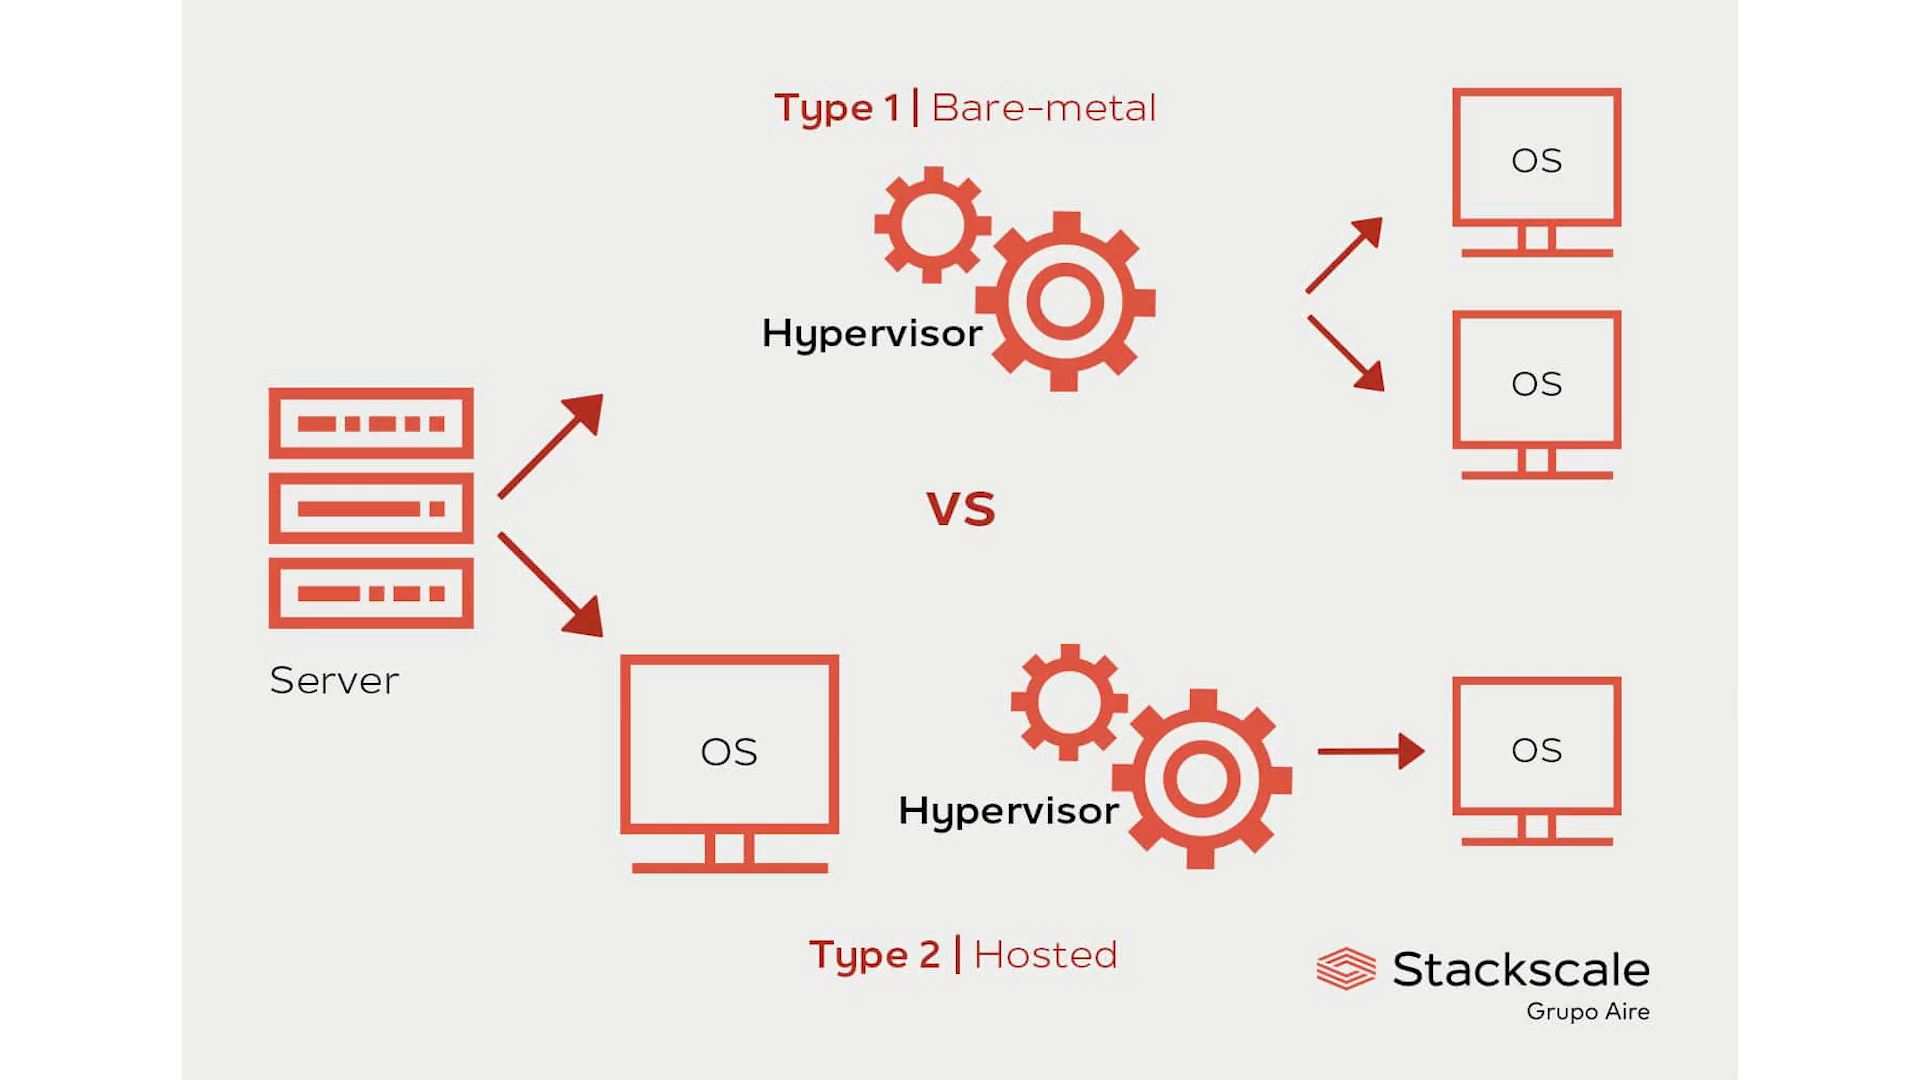 Type 1 | Bare-metal
OS
Hypervisor
OS
vs
Server
OS
Hypervisor
OS
Type 2 | Hosted
Stackscale
Grupo Aire